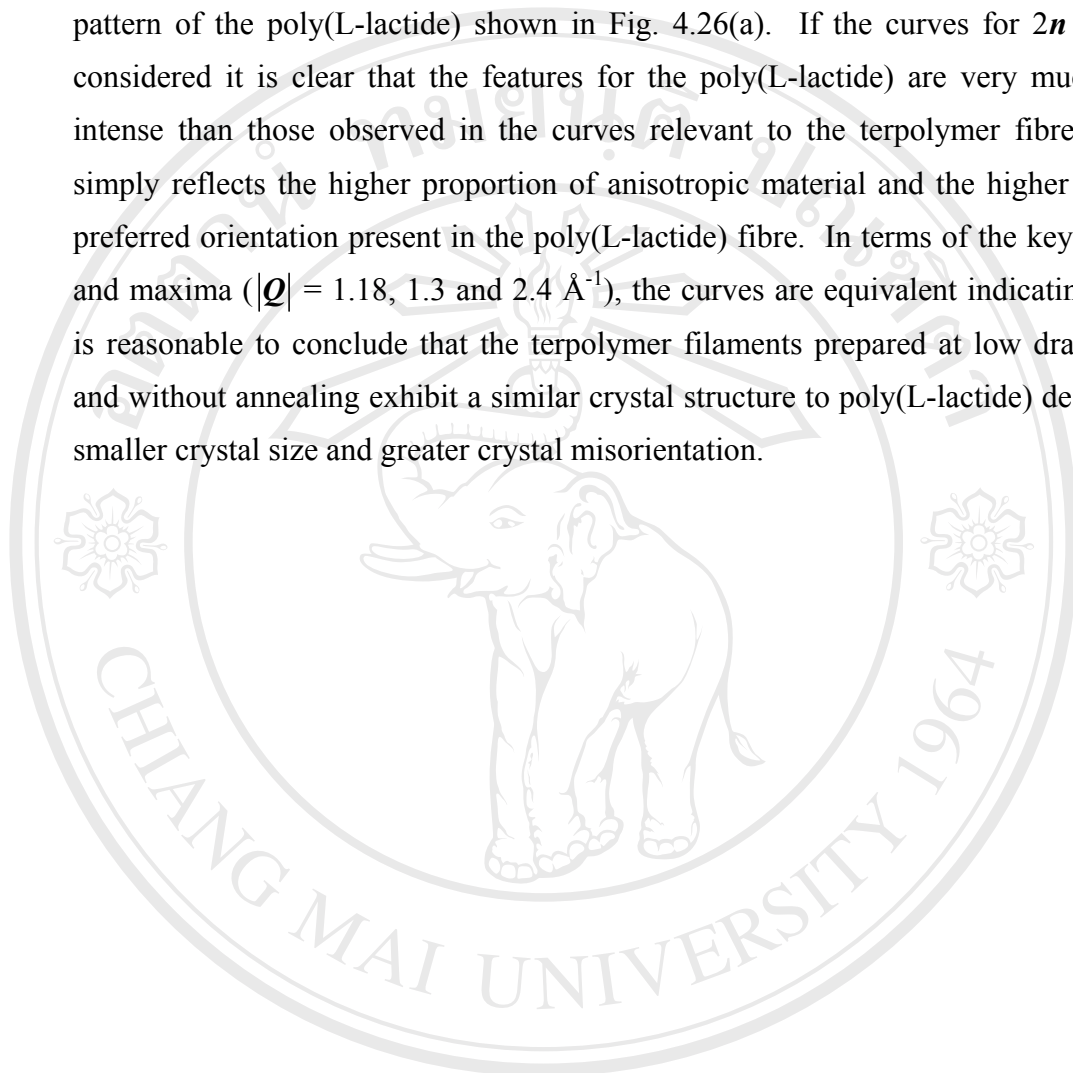 pattern of the poly(L-lactide) shown in Fig. 4.26(a). If the curves for 2n
considered it is clear that the features for the poly(L-lactide) are very
intense than those observed in the curves relevant to the terpolymer fibre
simply reflects the higher proportion of anisotropic material and the higher
preferred orientation present in the poly(L-lactide) fibre. In terms of the key
and maxima (|Q| = 1.18, 1.3 and 2.4 Å⁻¹), the curves are equivalent
is reasonable to conclude that the terpolymer filaments prepared at low
and without annealing exhibit a similar crystal structure to poly(L-lactide)
smaller crystal size and greater crystal misorientation.
CHIANG MAI UNIVERSITY 1964